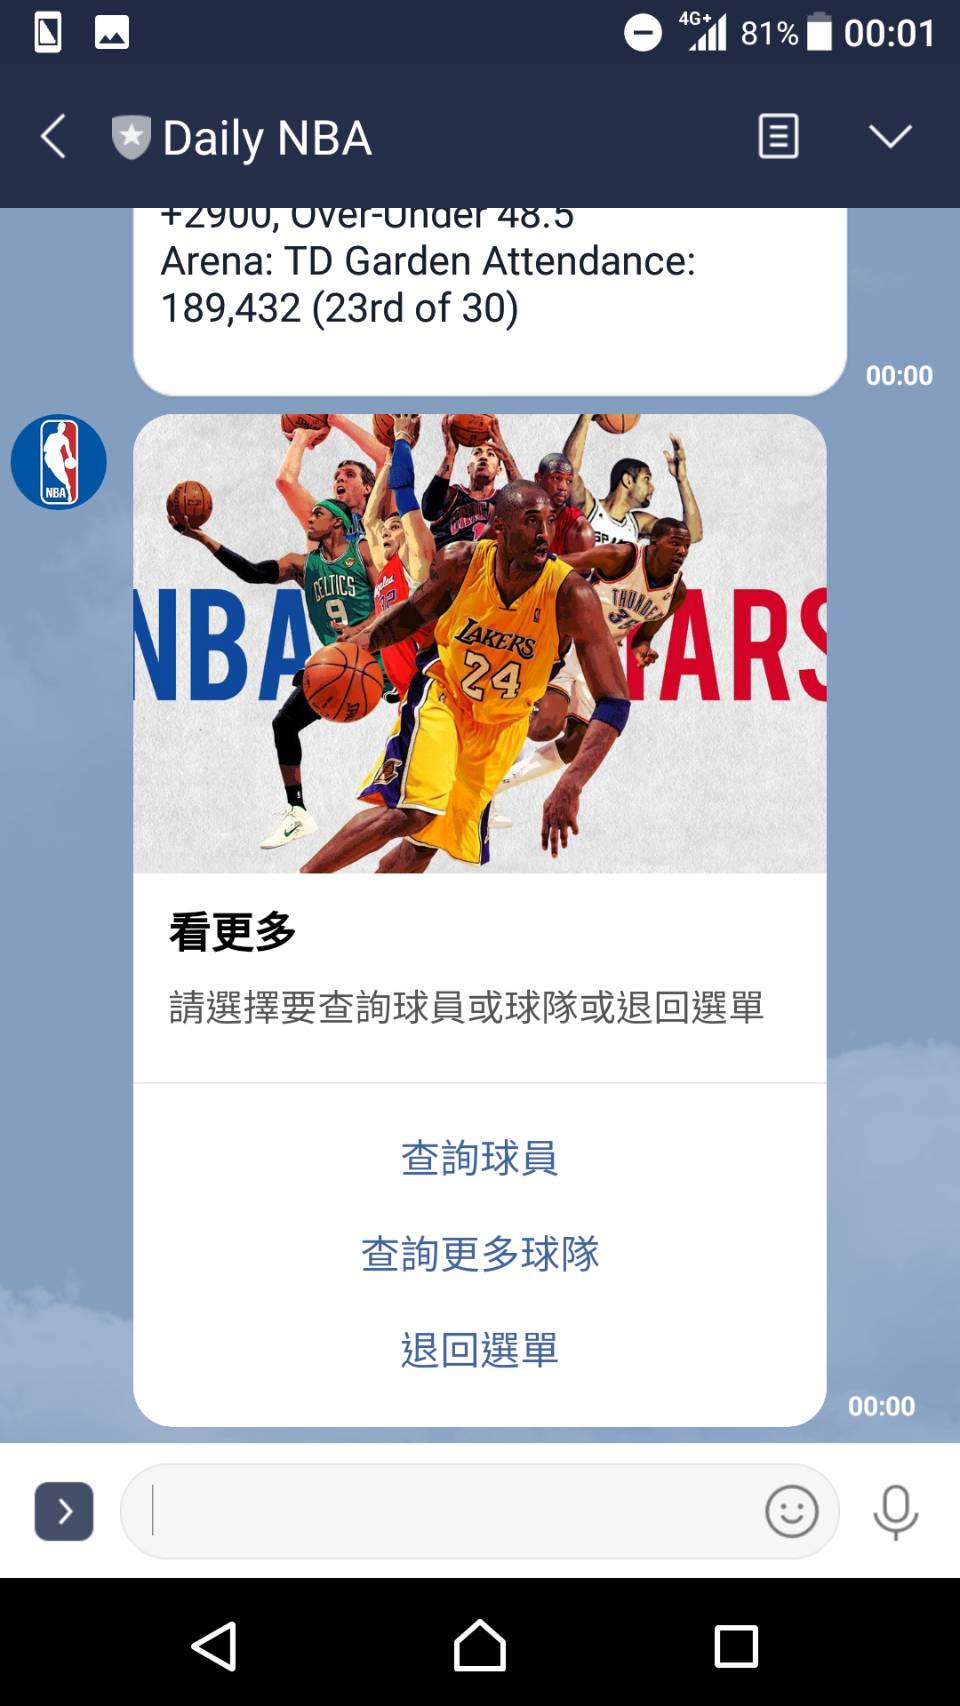 4G+ 81% 00:01
Daily NBA
+2900, Over-Under 48.5
Arena: TD Garden Attendance:
189,432 (23rd of 30)
00:00
NBA
CELTICS
9
32
1
LAKERS
24
THUNDER
35
NBA ARS
看更多
請選擇要查詢球員或球隊或退回選單
查詢球員
查詢更多球隊
退回選單
00:00